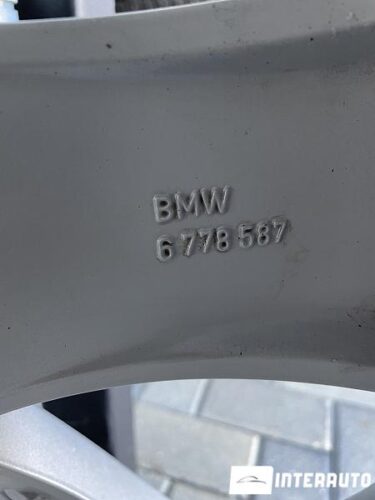 BMW
6 778 587
INTERAUTO